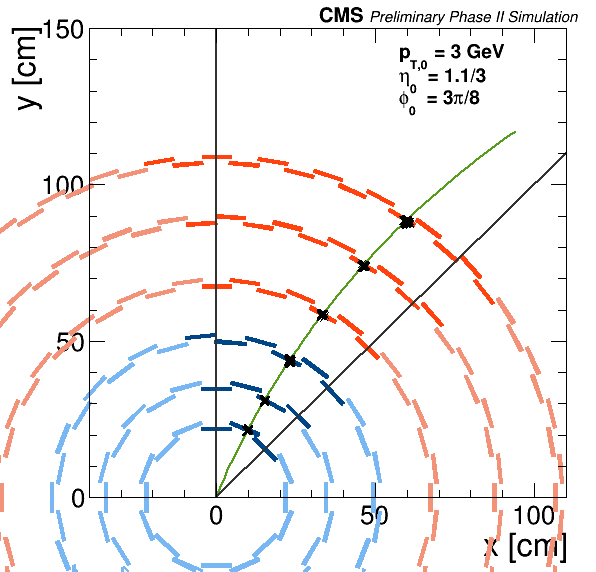 CMS Preliminary Phase II Simulation
150
y [cm]
p_T,0 = 3 GeV
η_0 = 1.1/3
ϕ_0 = 3π/8
100
50
0
0 50 100
x [cm]